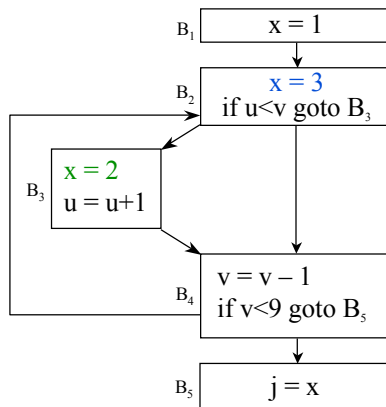 B₁
x = 1
B₂
x = 3
if u<v goto B₃
B₃
x = 2
u = u+1
B₄
v = v – 1
if v<9 goto B₅
B₅
j = x